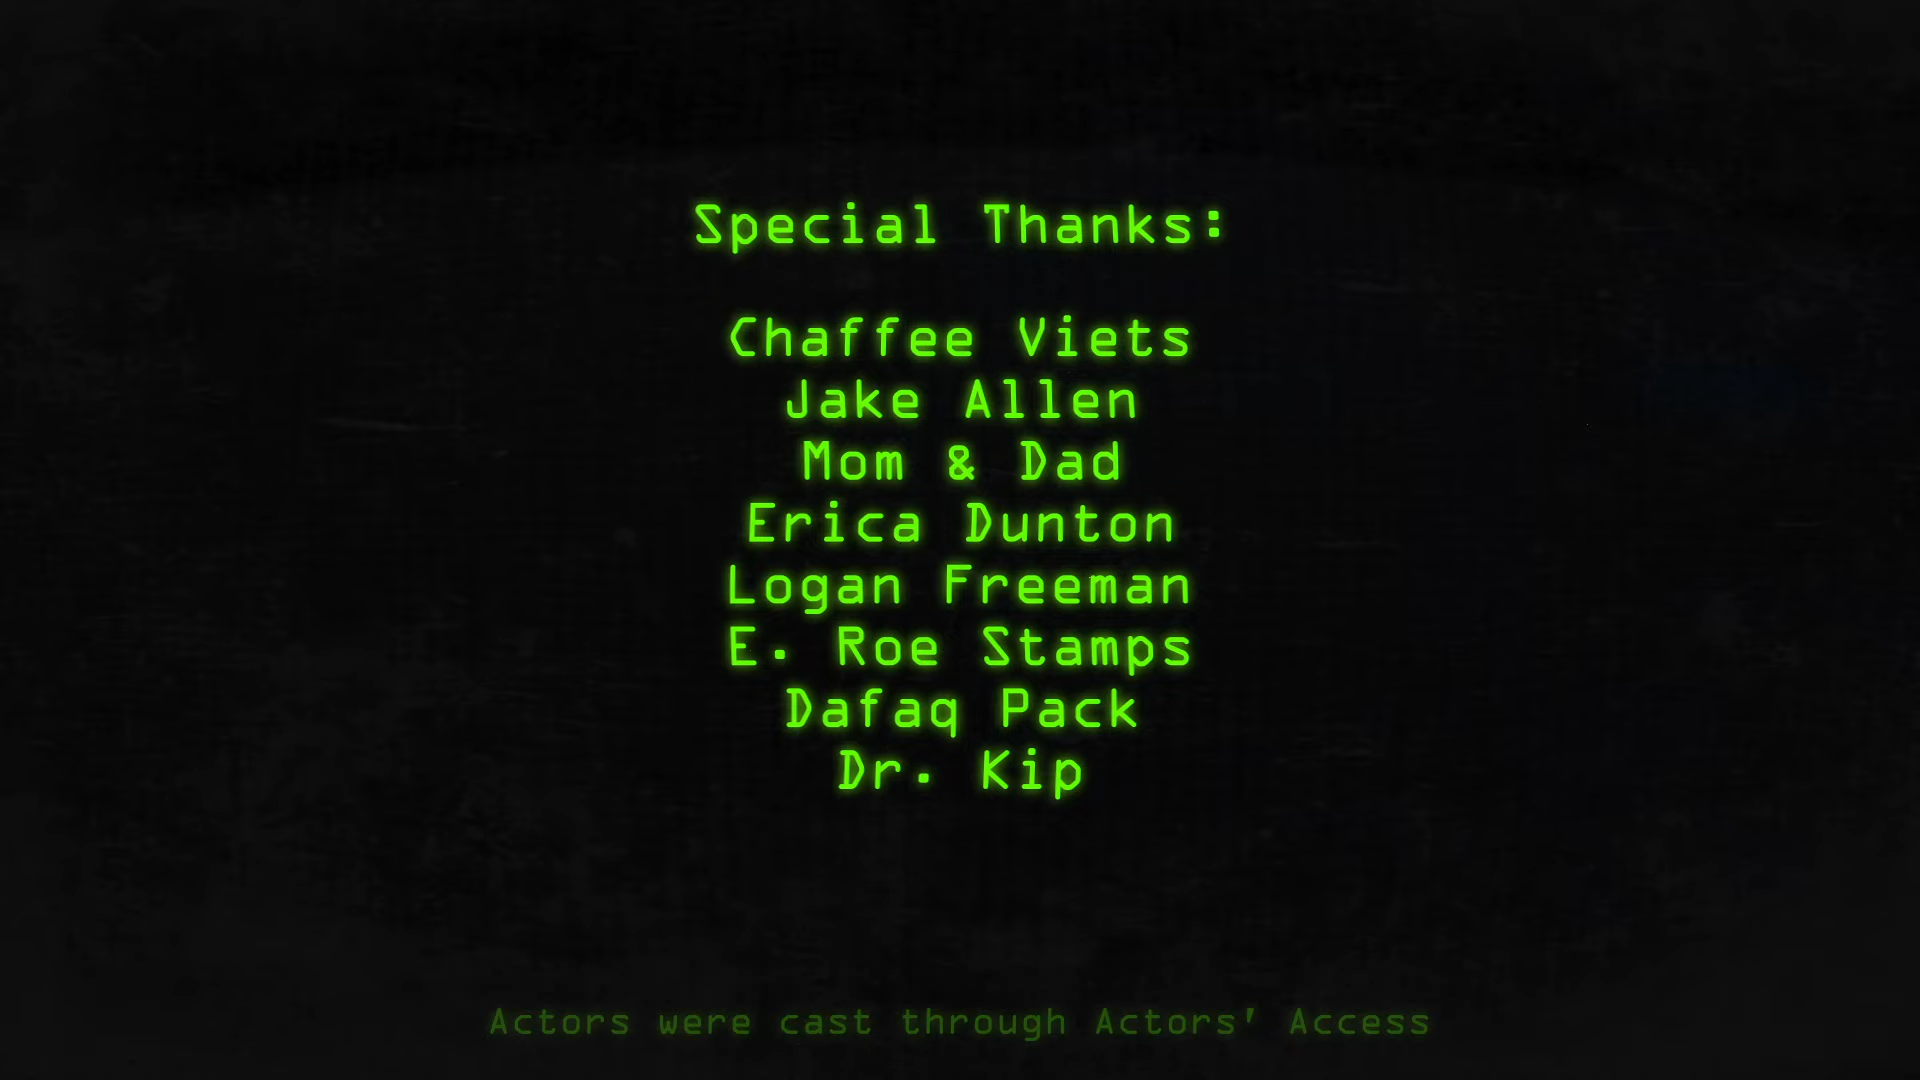 Special Thanks:
Chaffee Viets
Jake Allen
Mom & Dad
Erica Dunton
Logan Freeman
E. Roe Stamps
Dafaq Pack
Dr. Kip
Actors were cast through Actors' Access